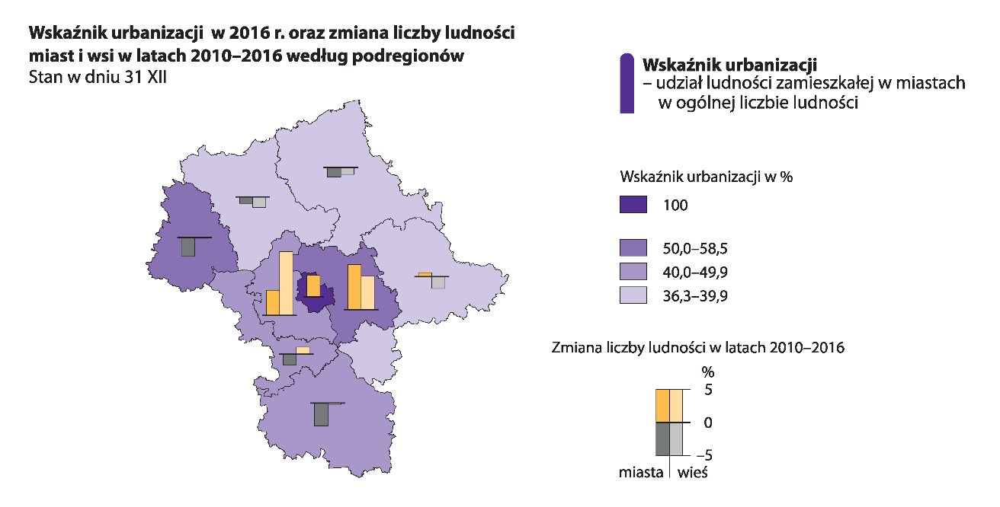 Wskaźnik urbanizacji w 2016 r. oraz zmiana liczby ludności
miast i wsi w latach 2010–2016 według podregionów
Stan w dniu 31 XII
Wskaźnik urbanizacji
– udział ludności zamieszkałej w miastach
w ogólnej liczbie ludności
Wskaźnik urbanizacji w %
100
50,0–58,5
40,0–49,9
36,3–39,9
Zmiana liczby ludności w latach 2010–2016
%
5
0
–5
miasta wieś